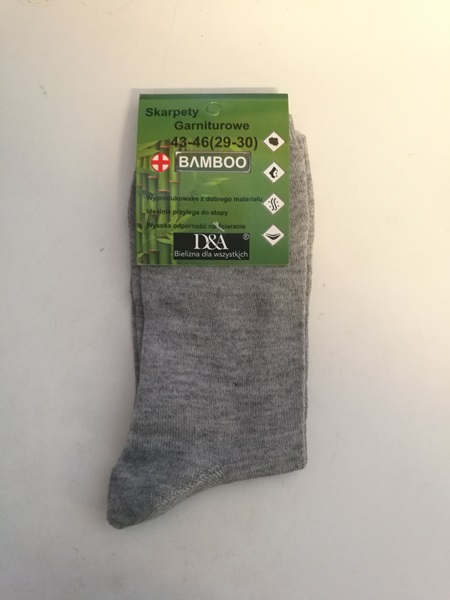 Skarpety
Garniturowe
43-46(29-30)
BAMBOO
Wyprodukowane z dobrego materiału
Idealnie przylega do stopy
Wysoka odporność na ścieranie
D&A ®
Bielizna dla wszystkich